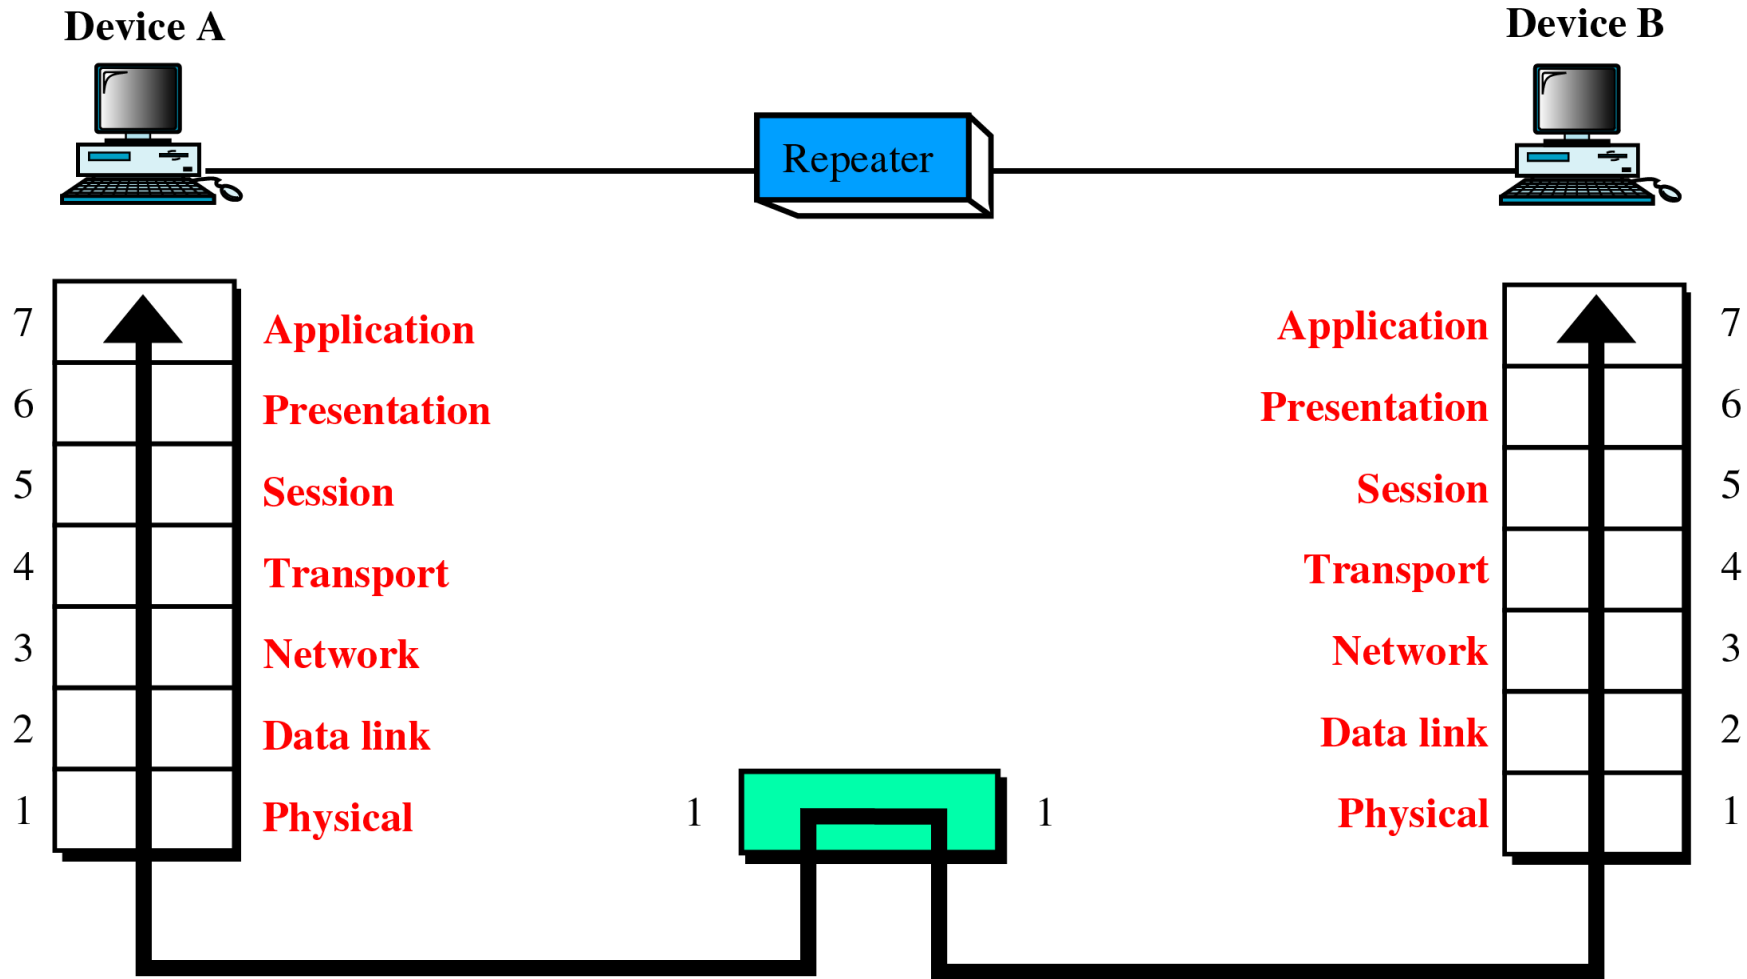 Device A
Device B
Repeater
7 Application
Application 7
6 Presentation
Presentation 6
5 Session
Session 5
4 Transport
Transport 4
3 Network
Network 3
2 Data link
Data link 2
1 Physical
1 1
Physical 1